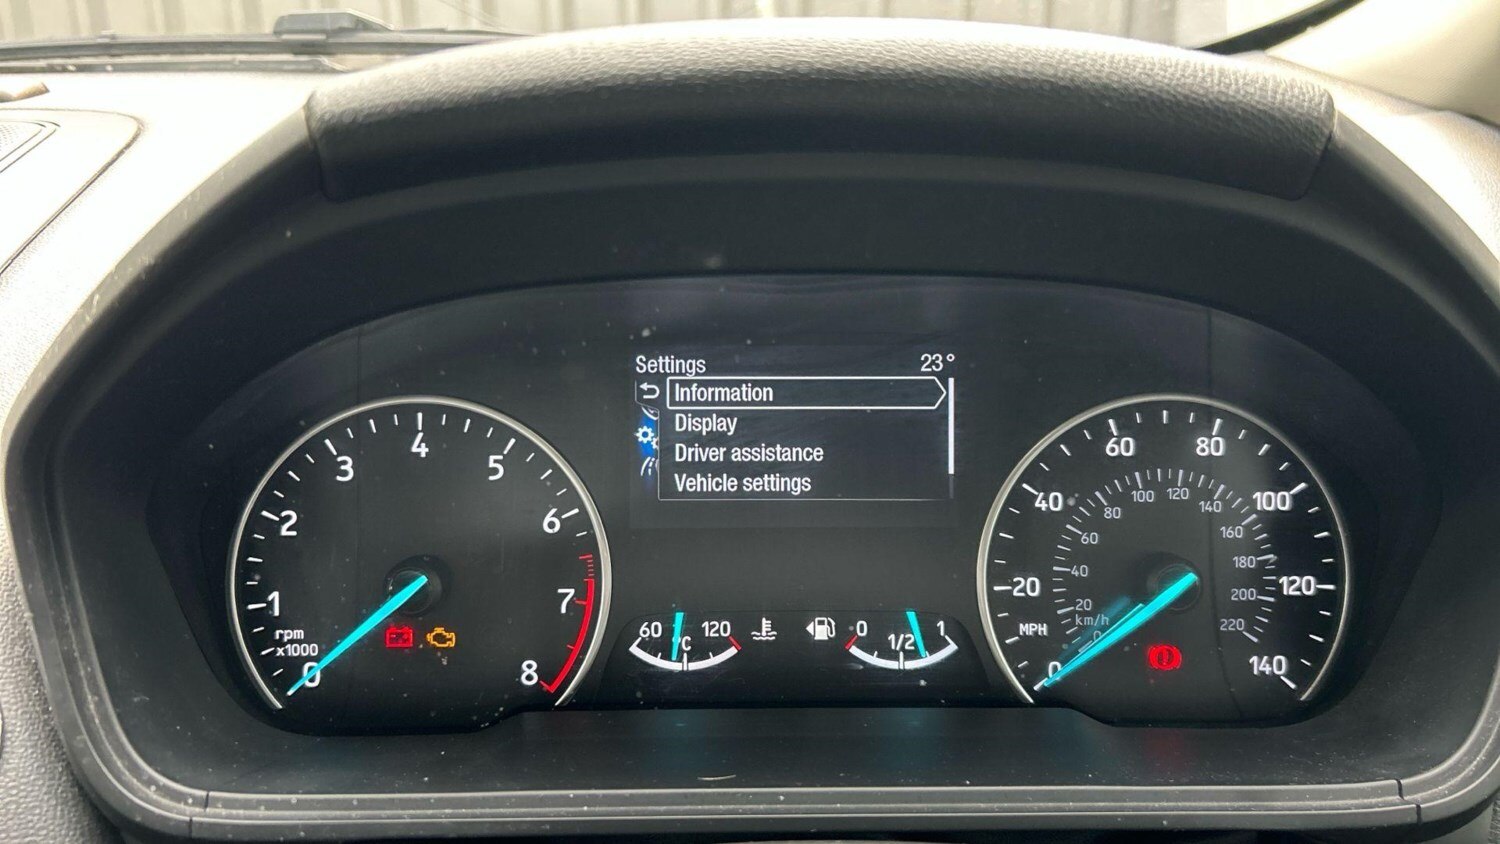 Settings 23°
Information
Display
Driver assistance
Vehicle settings
0 1 2 3 4 5 6 7 8
rpm
x1000
60 120
°C
0 1/2 1
0 20 40 60 80 100 120 140
MPH
0 20 40 60 80 100 120 140 160 180 200 220
km/h